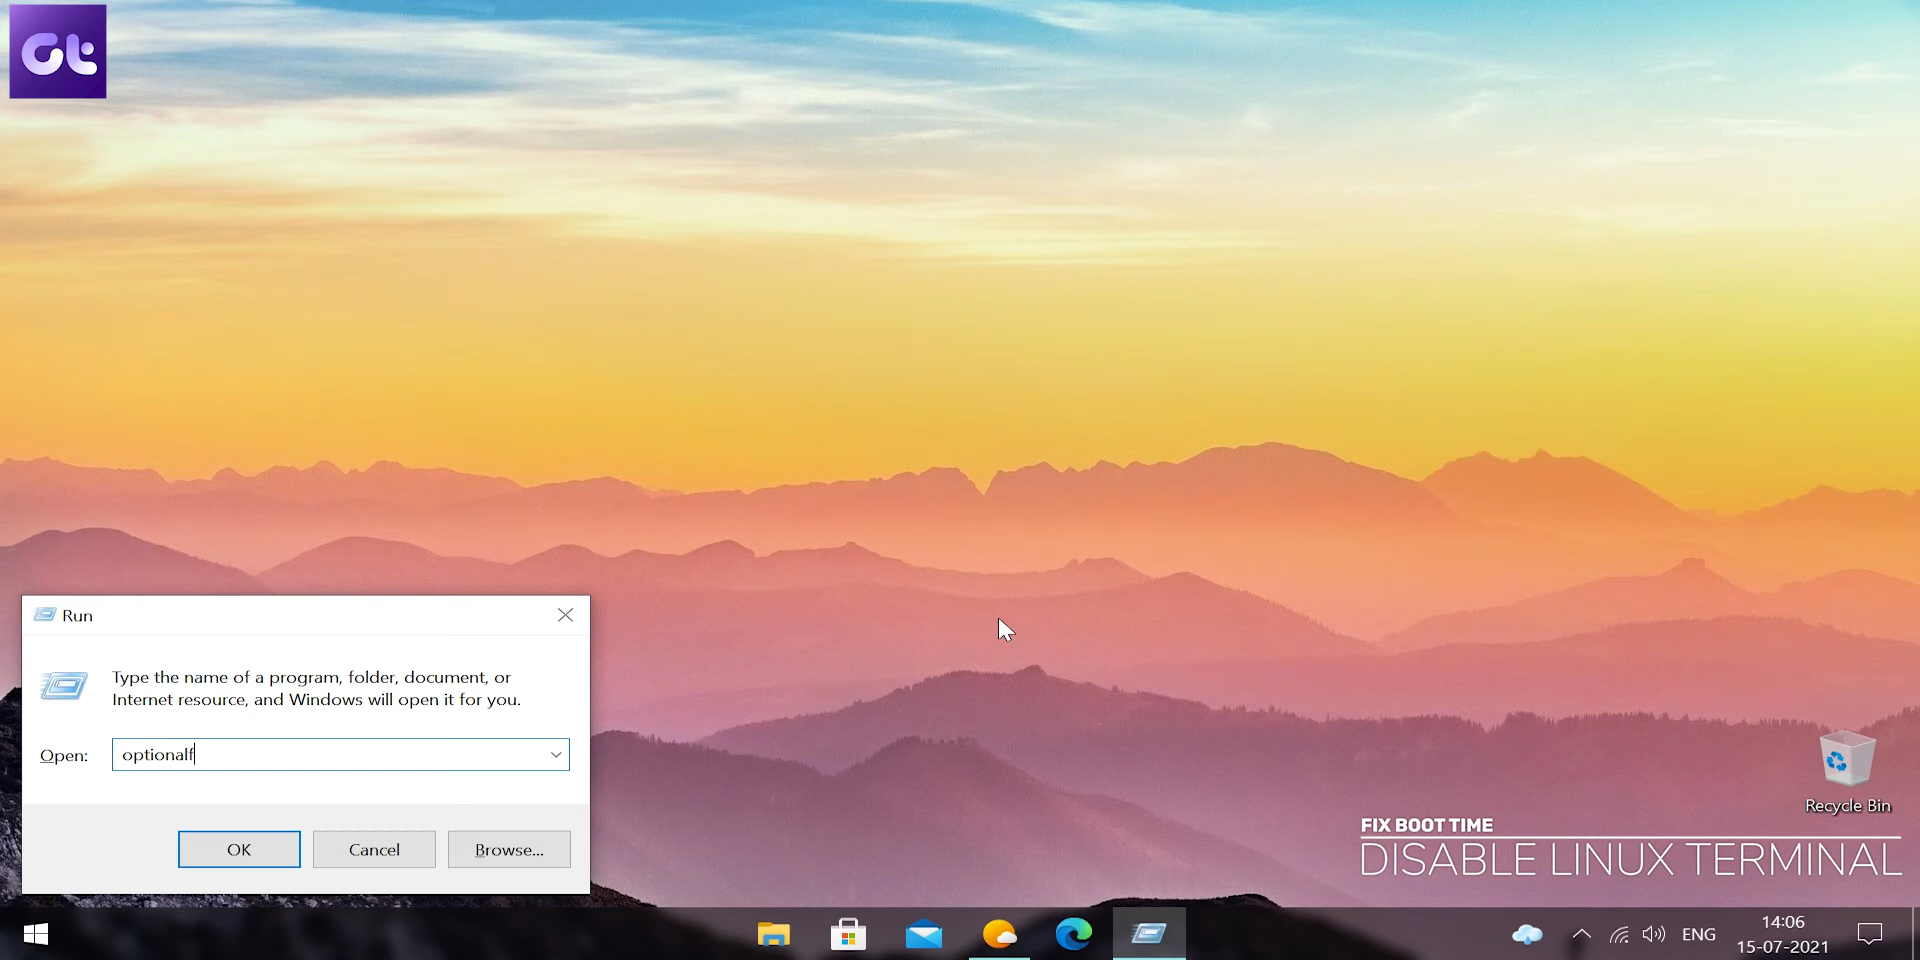 Gt
Run
Type the name of a program, folder, document, or
Internet resource, and Windows will open it for you.
Open:
optionalf
OK
Cancel
Browse...
Recycle Bin
FIX BOOT TIME
DISABLE LINUX TERMINAL
ENG
14:06
15-07-2021